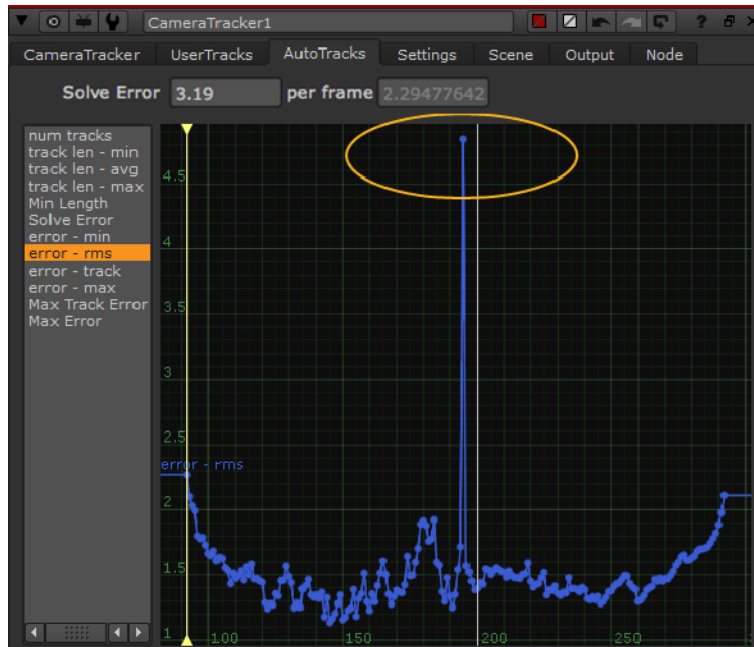 CameraTracker1
?
CameraTracker UserTracks AutoTracks Settings Scene Output Node
Solve Error 3.19 per frame 2.29477642
num tracks
track len - min
track len - avg
track len - max
Min Length
Solve Error
error - min
error - rms
error - track
error - max
Max Track Error
Max Error
4.5
4
3.5
3
2.5
error - rms
2
1.5
1
100 150 200 250